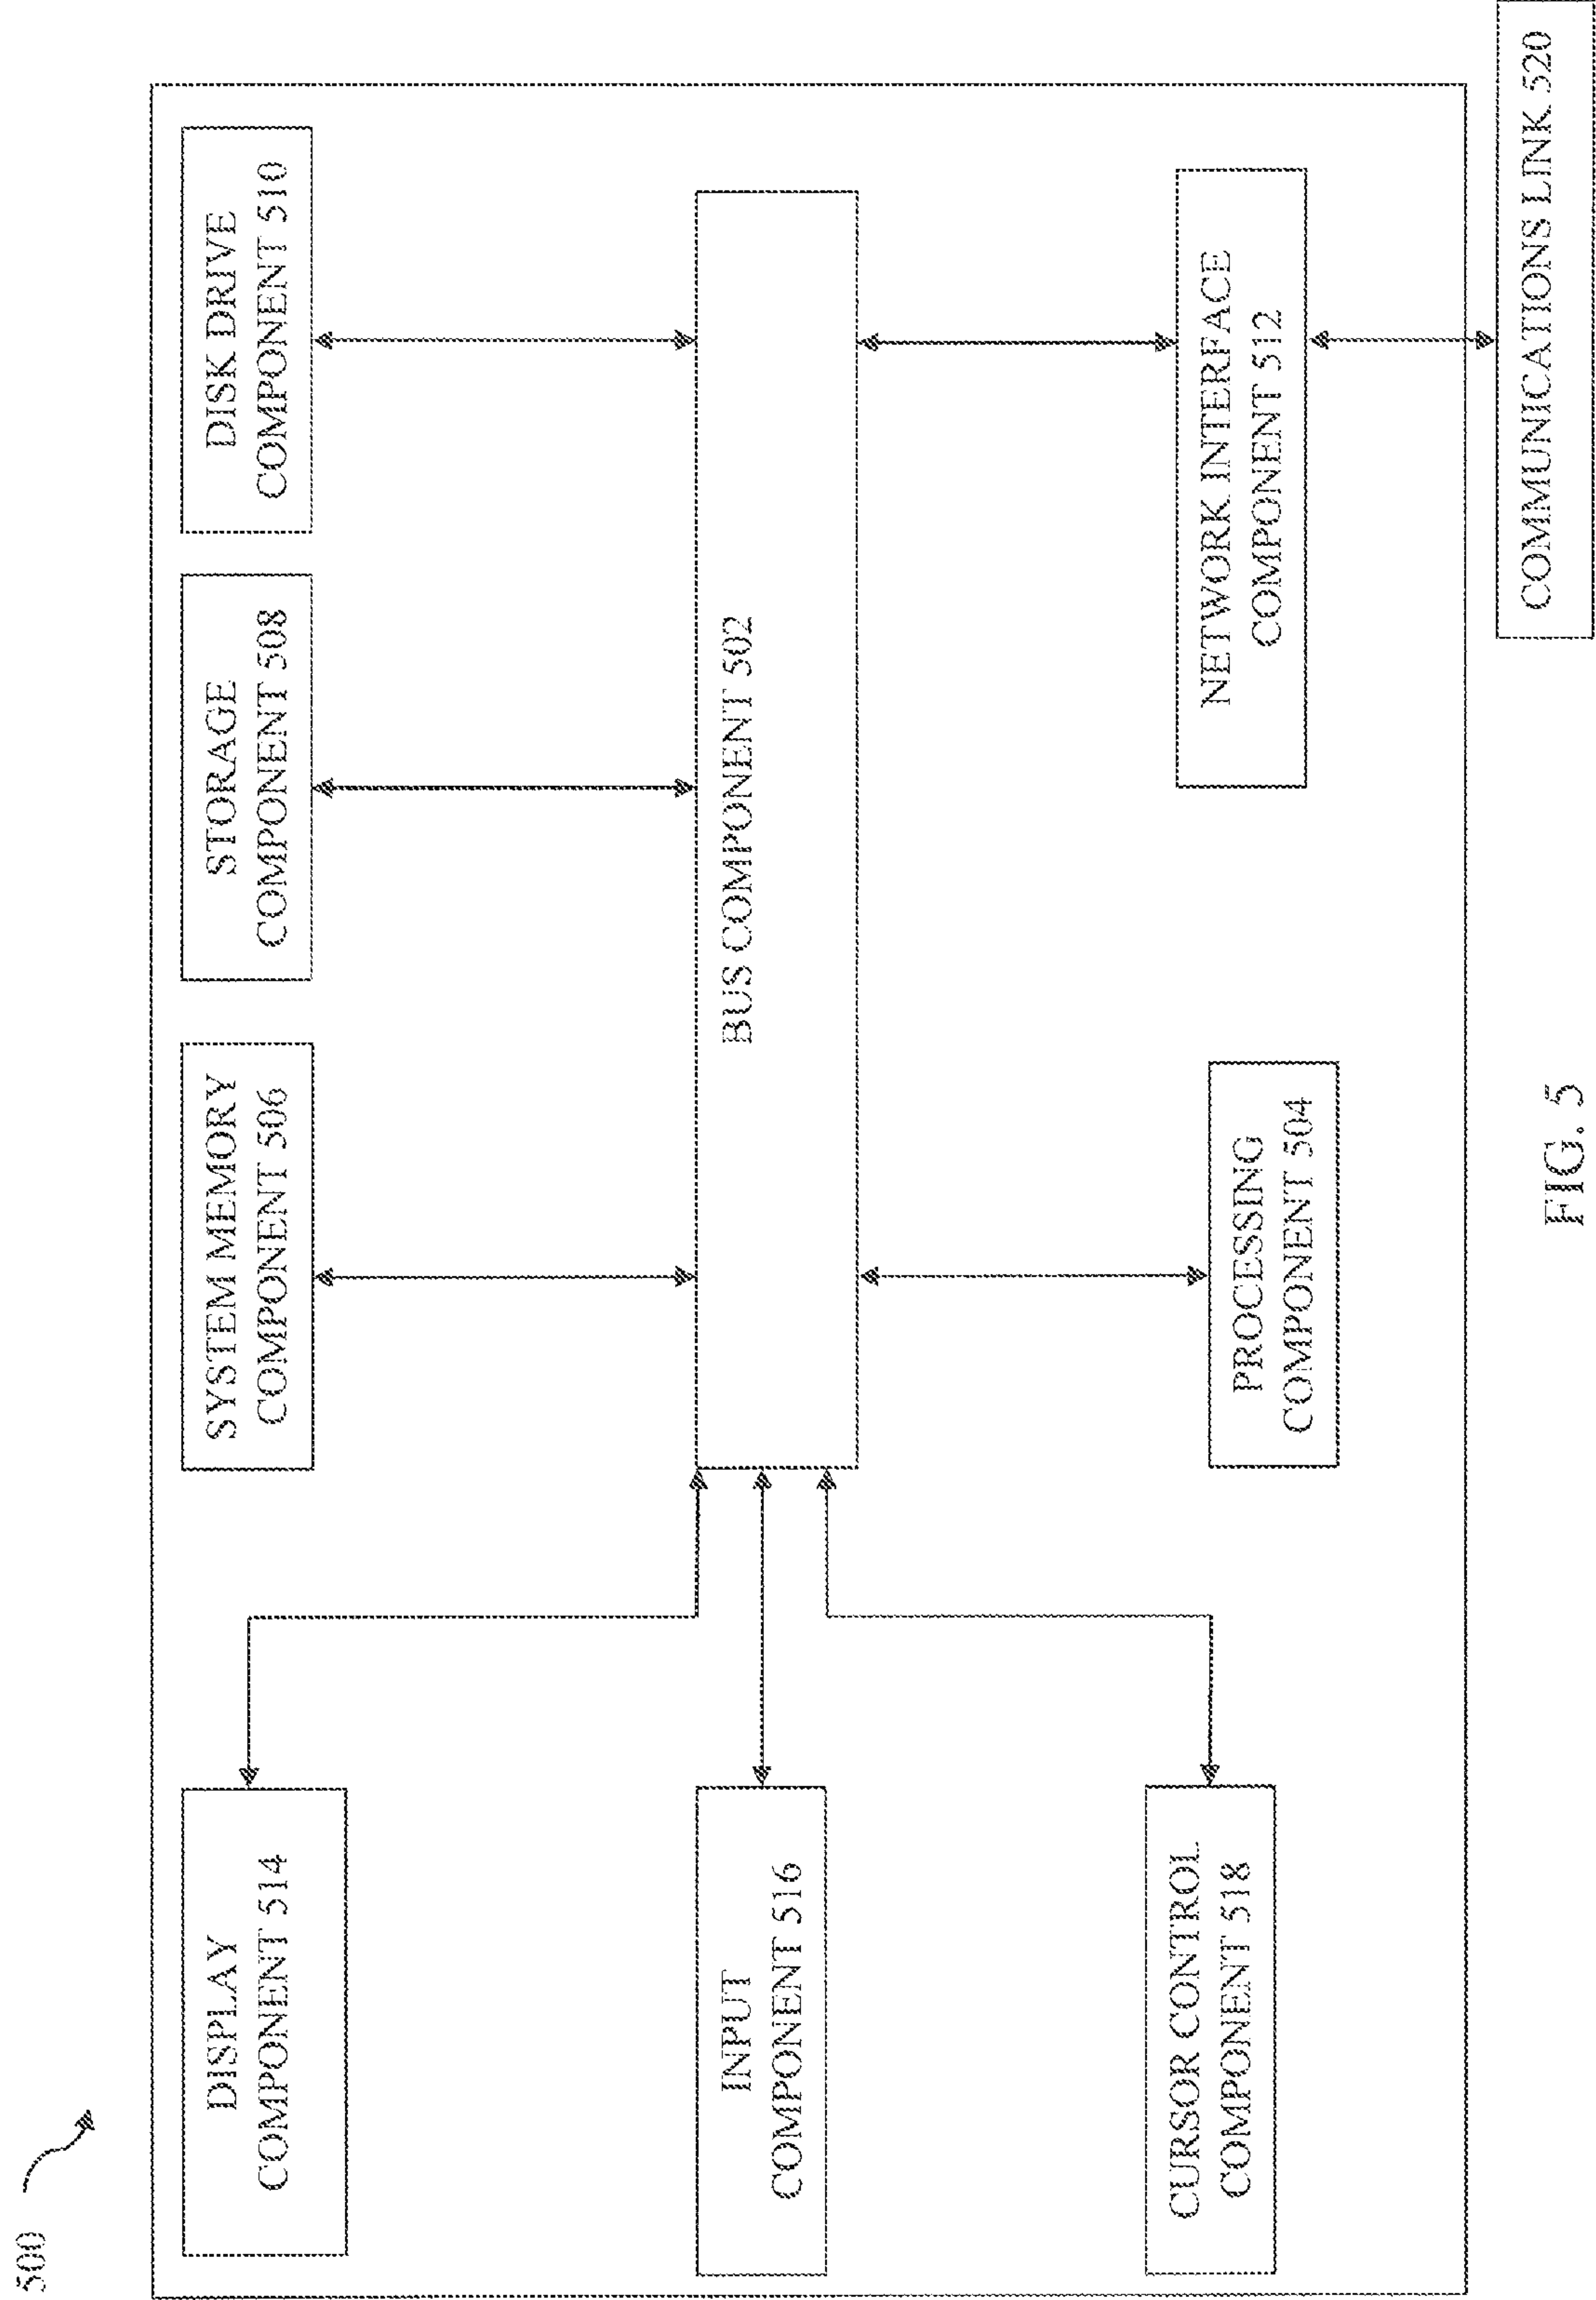 500
DISPLAY
COMPONENT 514
SYSTEM MEMORY
COMPONENT 506
STORAGE
COMPONENT 508
DISK DRIVE
COMPONENT 510
INPUT
COMPONENT 516
BUS COMPONENT 502
CURSOR CONTROL
COMPONENT 518
PROCESSING
COMPONENT 504
NETWORK INTERFACE
COMPONENT 512
COMMUNICATIONS LINK 520
FIG. 5